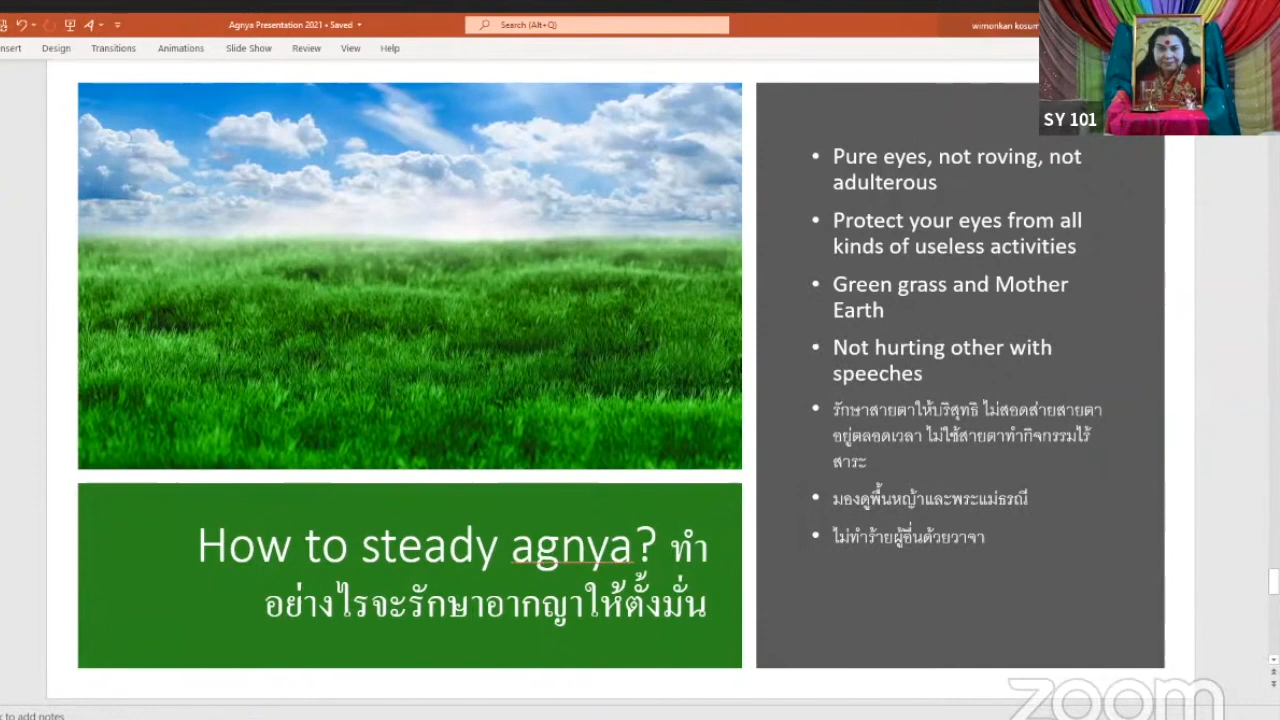 Agnya Presentation 2021 • Saved
Search (Alt+Q)
wimonkan
nsert Design Transitions Animations Slide Show Review View Help
SY 101
• Pure eyes, not roving, not
adulterous
• Protect your eyes from all
kinds of useless activities
• Green grass and Mother
Earth
• Not hurting other with
speeches
• รักษาสายตาให้บริสุทธิ ไม่สอดส่ายสายตา
อยู่ตลอดเวลา ไม่ใช้สายตาทำกิจกรรมไร้
สาระ
• มองดูพื้นหญ้าและพระแม่ธรณี
• ไม่ทำร้ายผู้อื่นด้วยวาจา
How to steady agnya? ทำ
อย่างไรจะรักษาอากญาให้ตั้งมั่น
zoom
to add notes